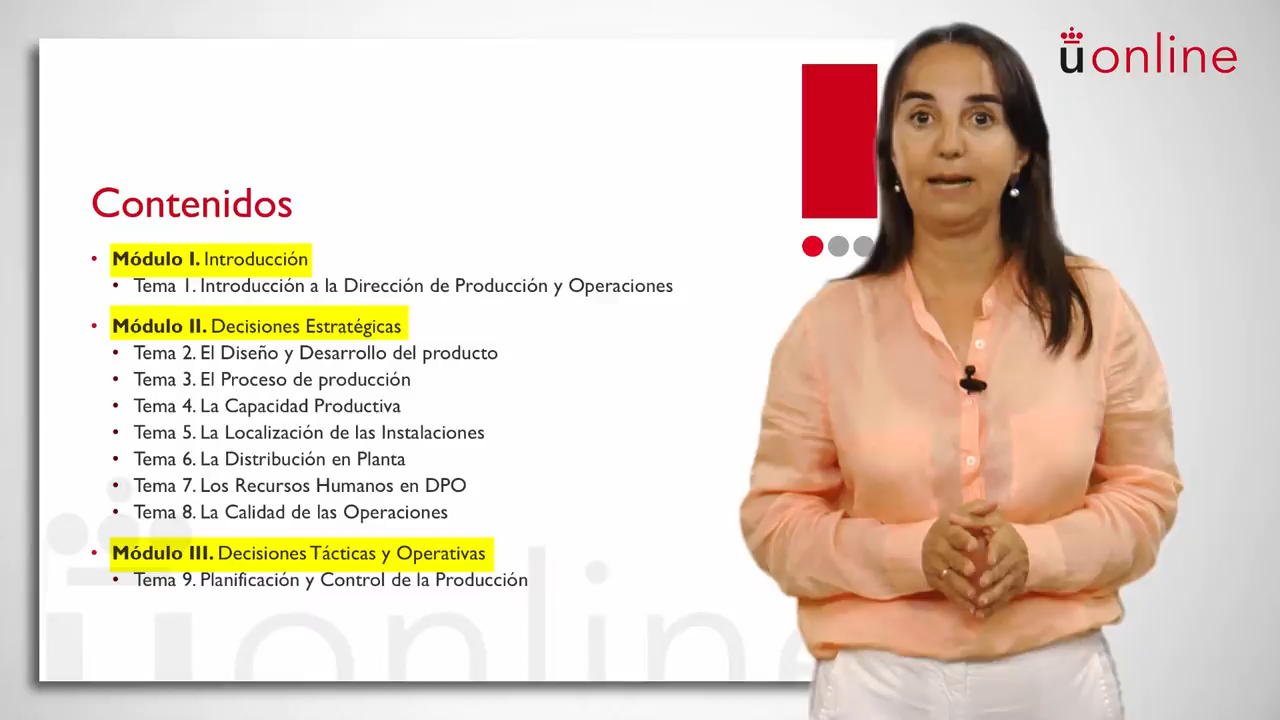 uonline
Contenidos
• Módulo I. Introducción
• Tema 1. Introducción a la Dirección de Producción y Operaciones
• Módulo II. Decisiones Estratégicas
• Tema 2. El Diseño y Desarrollo del producto
• Tema 3. El Proceso de producción
• Tema 4. La Capacidad Productiva
• Tema 5. La Localización de las Instalaciones
• Tema 6. La Distribución en Planta
• Tema 7. Los Recursos Humanos en DPO
• Tema 8. La Calidad de las Operaciones
• Módulo III. Decisiones Tácticas y Operativas
• Tema 9. Planificación y Control de la Producción
uonline